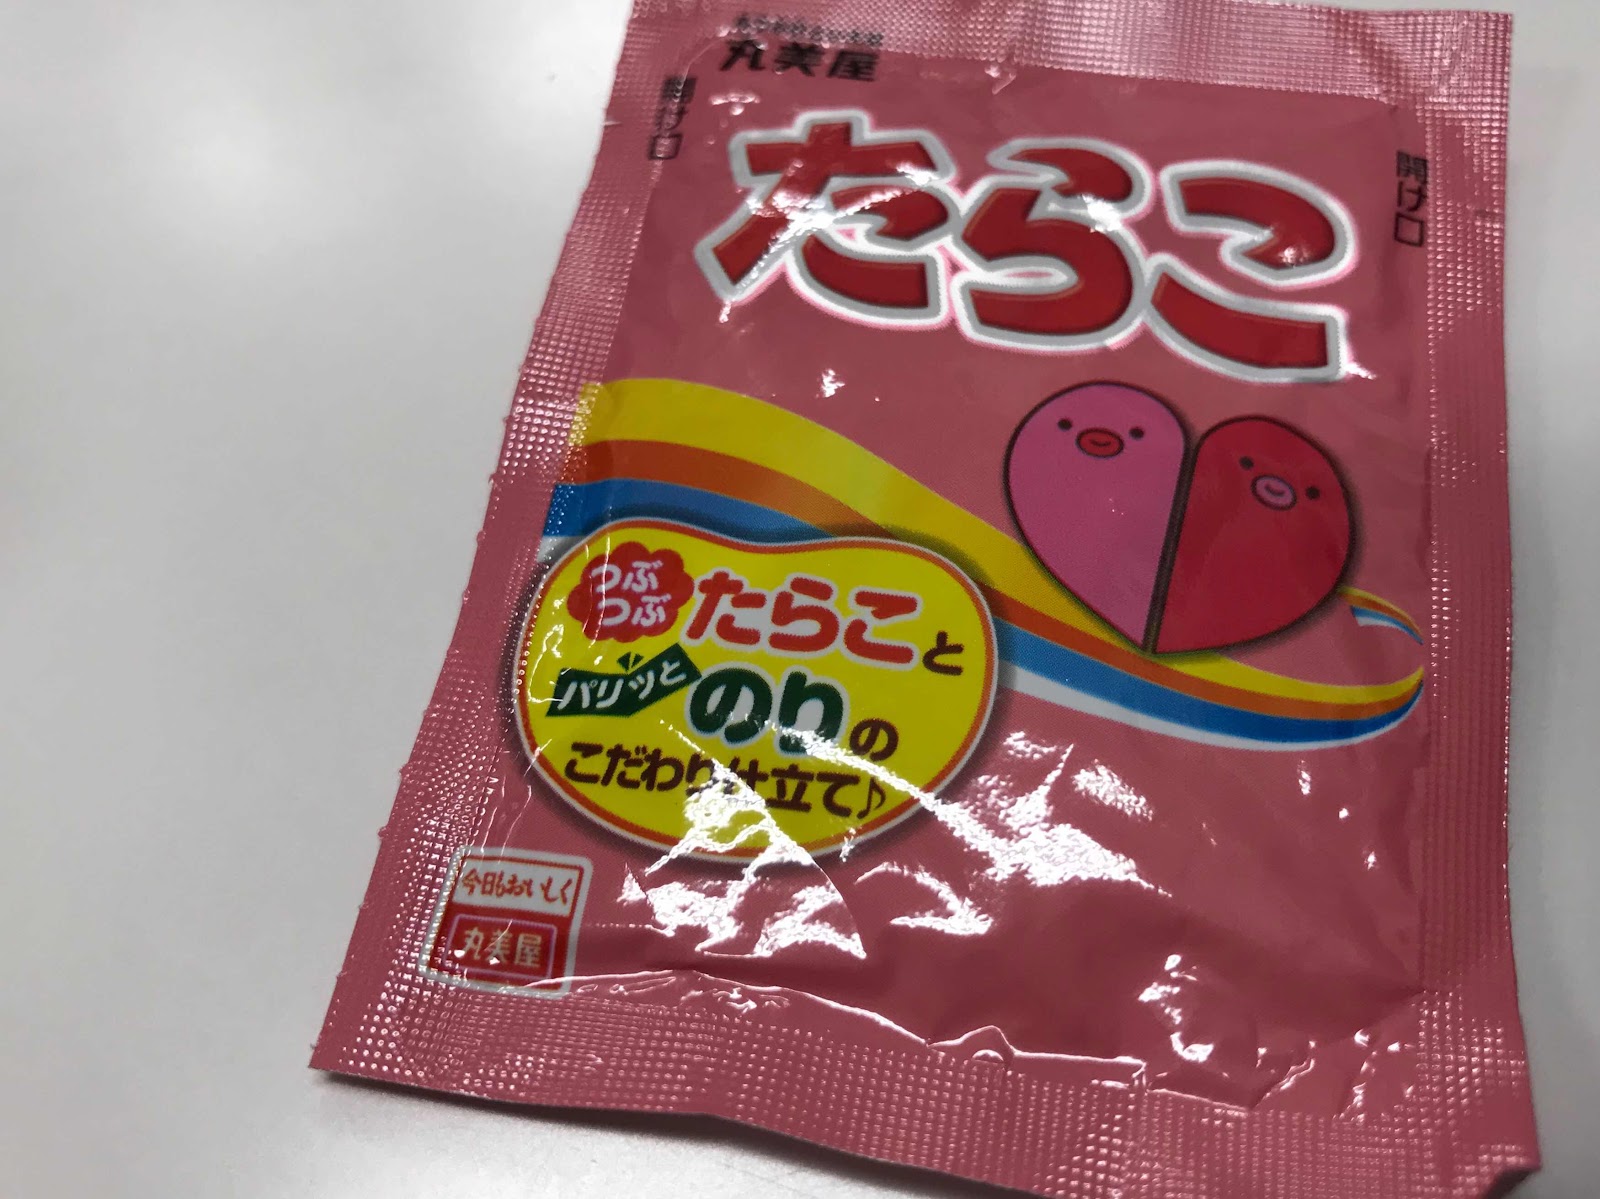 丸美屋
開け口
開け口
たらこ
つぶ
つぶ
たらこと
パリッと
のりの
こだわり仕立て♪
今日もおいしく
丸美屋